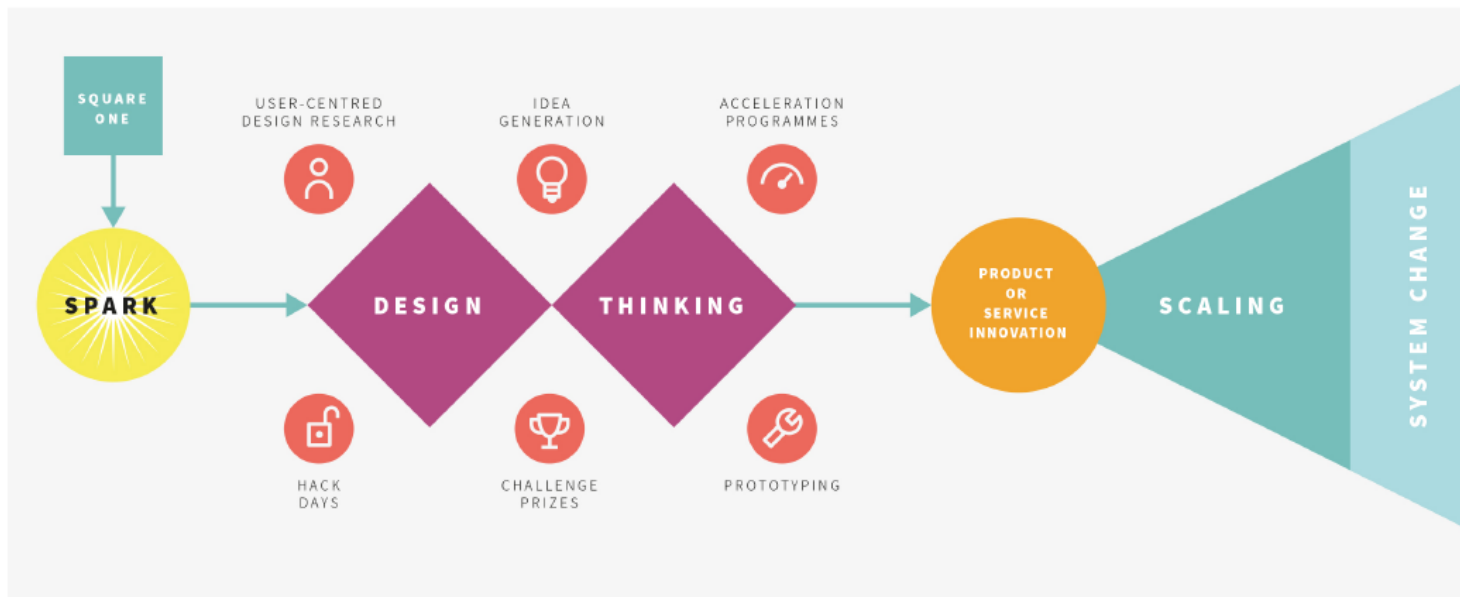 SQUARE
ONE
SPARK
USER-CENTRED
DESIGN RESEARCH
IDEA
GENERATION
ACCELERATION
PROGRAMMES
DESIGN
THINKING
HACK
DAYS
CHALLENGE
PRIZES
PROTOTYPING
PRODUCT
OR
SERVICE
INNOVATION
SCALING
SYSTEM CHANGE